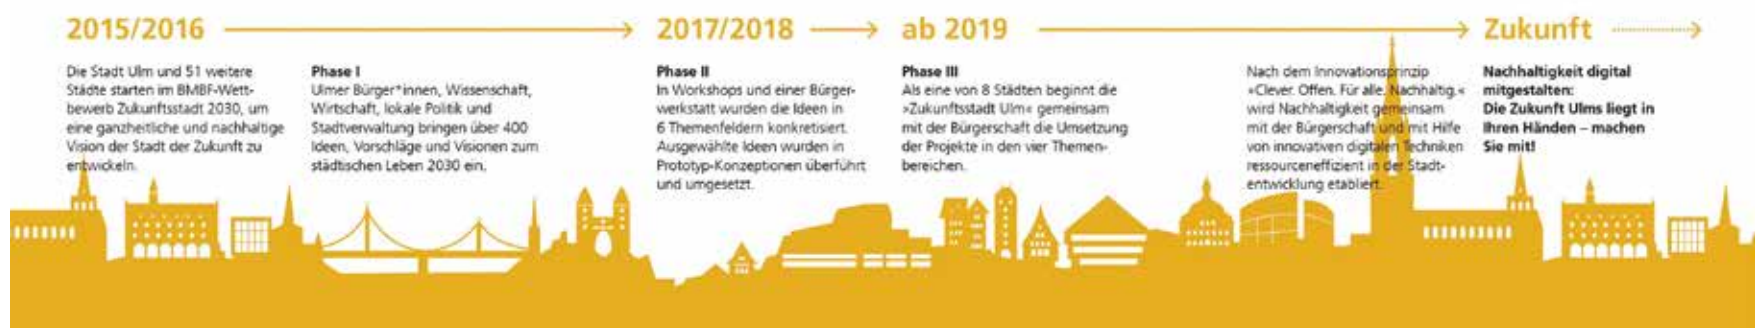 2015/2016
Die Stadt Ulm und 51 weitere
Städte starten im BMBF-Wett-
bewerb Zukunftsstadt 2030, um
eine ganzheitliche und nachhaltige
Vision der Stadt der Zukunft zu
entwickeln.
Phase I
Ulmer Bürger*innen, Wissenschaft,
Wirtschaft, lokale Politik und
Stadtverwaltung bringen über 400
Ideen, Vorschläge und Visionen zum
städtischen Leben 2030 ein.
2017/2018
Phase II
In Workshops und einer Bürger-
werkstatt wurden die Ideen in
6 Themenfeldern konkretisiert.
Ausgewählte Ideen wurden in
Prototyp-Konzeptionen überführt
und umgesetzt.
ab 2019
Phase III
Als eine von 8 Städten beginnt die
»Zukunftsstadt Ulm« gemeinsam
mit der Bürgerschaft die Umsetzung
der Projekte in den vier Themen-
bereichen.
Nach dem Innovationsprinzip
»Clever. Offen. Für alle. Nachhaltig.«
wird Nachhaltigkeit gemeinsam
mit der Bürgerschaft und mit Hilfe
von innovativen digitalen Techniken
ressourceneffizient in der Stadt-
entwicklung etabliert.
Zukunft
Nachhaltigkeit digital
mitgestalten:
Die Zukunft Ulms liegt in
Ihren Händen – machen
Sie mit!